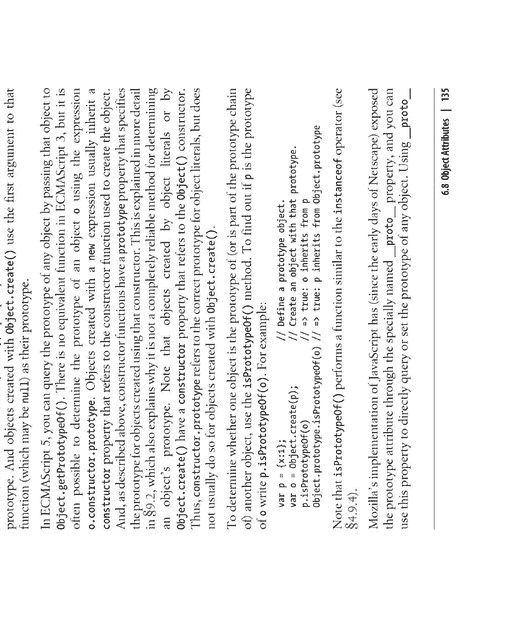 prototype. And objects created with Object.create() use the first argument to that
function (which may be null) as their prototype.
In ECMAScript 5, you can query the prototype of any object by passing that object to
Object.getPrototypeOf(). There is no equivalent function in ECMAScript 3, but it is
often possible to determine the prototype of an object o using the expression
o.constructor.prototype. Objects created with a new expression usually inherit a
constructor property that refers to the constructor function used to create the object.
And, as described above, constructor functions have a prototype property that specifies
the prototype for objects created using that constructor. This is explained in more detail
in §9.2, which also explains why it is not a completely reliable method for determining
an object's prototype. Note that objects created by object literals or by
Object.create() have a constructor property that refers to the Object() constructor.
Thus, constructor.prototype refers to the correct prototype for object literals, but does
not usually do so for objects created with Object.create().
To determine whether one object is the prototype of (or is part of the prototype chain
of) another object, use the isPrototypeOf() method. To find out if p is the prototype
of o write p.isPrototypeOf(o). For example:
var p = {x:1}; // Define a prototype object.
var o = Object.create(p); // Create an object with that prototype.
p.isPrototypeOf(o) // => true: o inherits from p
Object.prototype.isPrototypeOf(o) // => true: p inherits from Object.prototype
Note that isPrototypeOf() performs a function similar to the instanceof operator (see
§4.9.4).
Mozilla's implementation of JavaScript has (since the early days of Netscape) exposed
the prototype attribute through the specially named __proto__ property, and you can
use this property to directly query or set the prototype of any object. Using __proto__
6.8 Object Attributes | 135